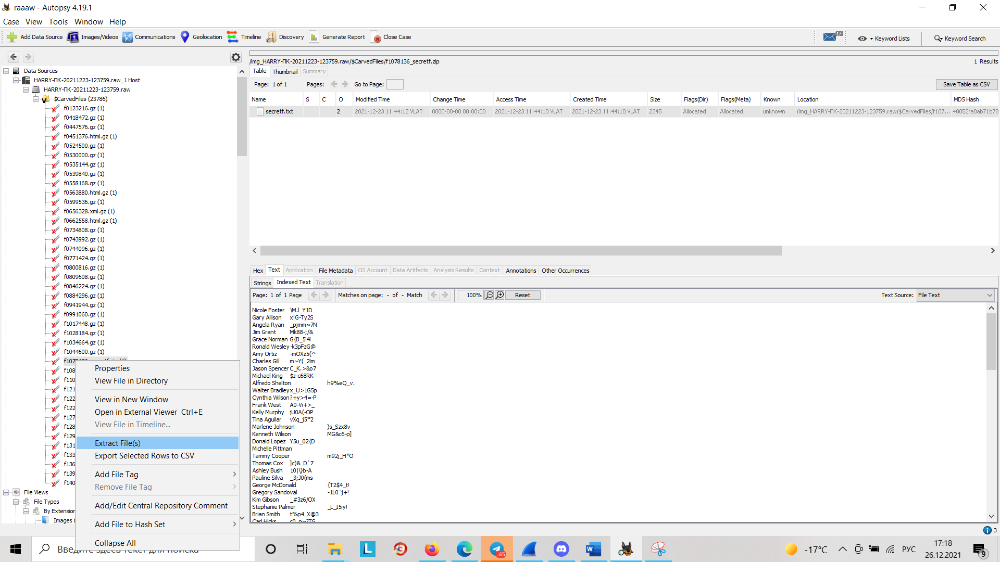 raaaw - Autopsy 4.19.1
Case View Tools Window Help
Add Data Source Images/Videos Communications Geolocation Timeline Discovery Generate Report Close Case 17 Keyword Lists Keyword Search
/img_HARRY-ПК-20211223-123759.raw/$CarvedFiles/f1078136_secretf.zip
1 Results
Table Thumbnail Summary
Page: 1 of 1 Pages: Go to Page: Save Table as CSV
Name S C O Modified Time Change Time Access Time Created Time Size Flags(Dir) Flags(Meta) Known Location MD5 Hash
secretf.txt 2 2021-12-23 11:44:12 VLAT 0000-00-00 00:00:00 2021-12-23 11:44:10 VLAT 2021-12-23 11:44:10 VLAT 2345 Allocated Allocated unknown /img_HARRY-ПК-20211223-123759.raw/$CarvedFiles/f107... 40052fe0ab71b78
Data Sources
HARRY-ПК-20211223-123759.raw_1 Host
HARRY-ПК-20211223-123759.raw
$CarvedFiles (23786)
f0123216.gz (1)
f0418472.gz (1)
f0447576.gz (1)
f0451376.html.gz (1)
f0524500.gz (1)
f0530000.gz (1)
f0535144.gz (1)
f0539840.gz (1)
f0558168.gz (1)
f0563880.html.gz (1)
f0599536.gz (1)
f0656328.xml.gz (1)
f0662558.html.gz (1)
f0734808.gz (1)
f0743992.gz (1)
f0744096.gz (1)
f0771424.gz (1)
f0800816.gz (1)
f0809608.gz (1)
f0846224.gz (1)
f0884296.gz (1)
f0941944.gz (1)
f0991060.gz (1)
f1017448.gz (1)
f1028184.gz (1)
f1034664.gz (1)
f1044600.gz (1)
f108
f110
f121
f122
f122
f127
f128
f129
f131
f133
f136
f139
f140
File Views
File Types
By Extension
Images (
Properties
View File in Directory
View in New Window
Open in External Viewer Ctrl+E
View File in Timeline...
Extract File(s)
Export Selected Rows to CSV
Add File Tag
Remove File Tag
Add/Edit Central Repository Comment
Add File to Hash Set
Collapse All
Hex Text Application File Metadata OS Account Data Artifacts Analysis Results Context Annotations Other Occurrences
Strings Indexed Text Translation
Page: 1 of 1 Page Matches on page: - of - Match 100% Reset Text Source: File Text
Nicole Foster \M.l_Y1D
Gary Allison x!G-Ty2S
Angela Ryan _pjmm~7N
Jim Grant Mk88-;/&
Grace Norman G{B_5'4l
Ronald Wesley -k3pFzG@
Amy Ortiz -mOXz5(^
Charles Gill m~Y(_2lm
Jason Spencer C_K.>&o7
Michael King $z-c68RK
Alfredo Shelton h9%eQ_v.
Walter Bradley x_U>1G5p
Cynthia Wilson ?+y>4=-P
Frank West A0-Vi+>_
Kelly Murphy jU0A(-OP
Tina Aguilar vXq_j5*2
Marlene Johnson )s_Szx8v
Kenneth Wilson MG&c6-p]
Donald Lopez Y5u_02{D
Michelle Pittman
Tammy Cooper m92j_H*O
Thomas Cox ]c)&_D`7
Ashley Bush 10|\}b-A
Pauline Silva _3;J0(ms
George McDonald {T2$4_t!
Gregory Sandoval -1L0`j+!
Kim Gibson _#3z6/OX
Stephanie Palmer _L_I5iy!
Brian Smith t%p4_X@3
Carl Hicks
3
-17°C РУС 17:18
26.12.2021
9
65